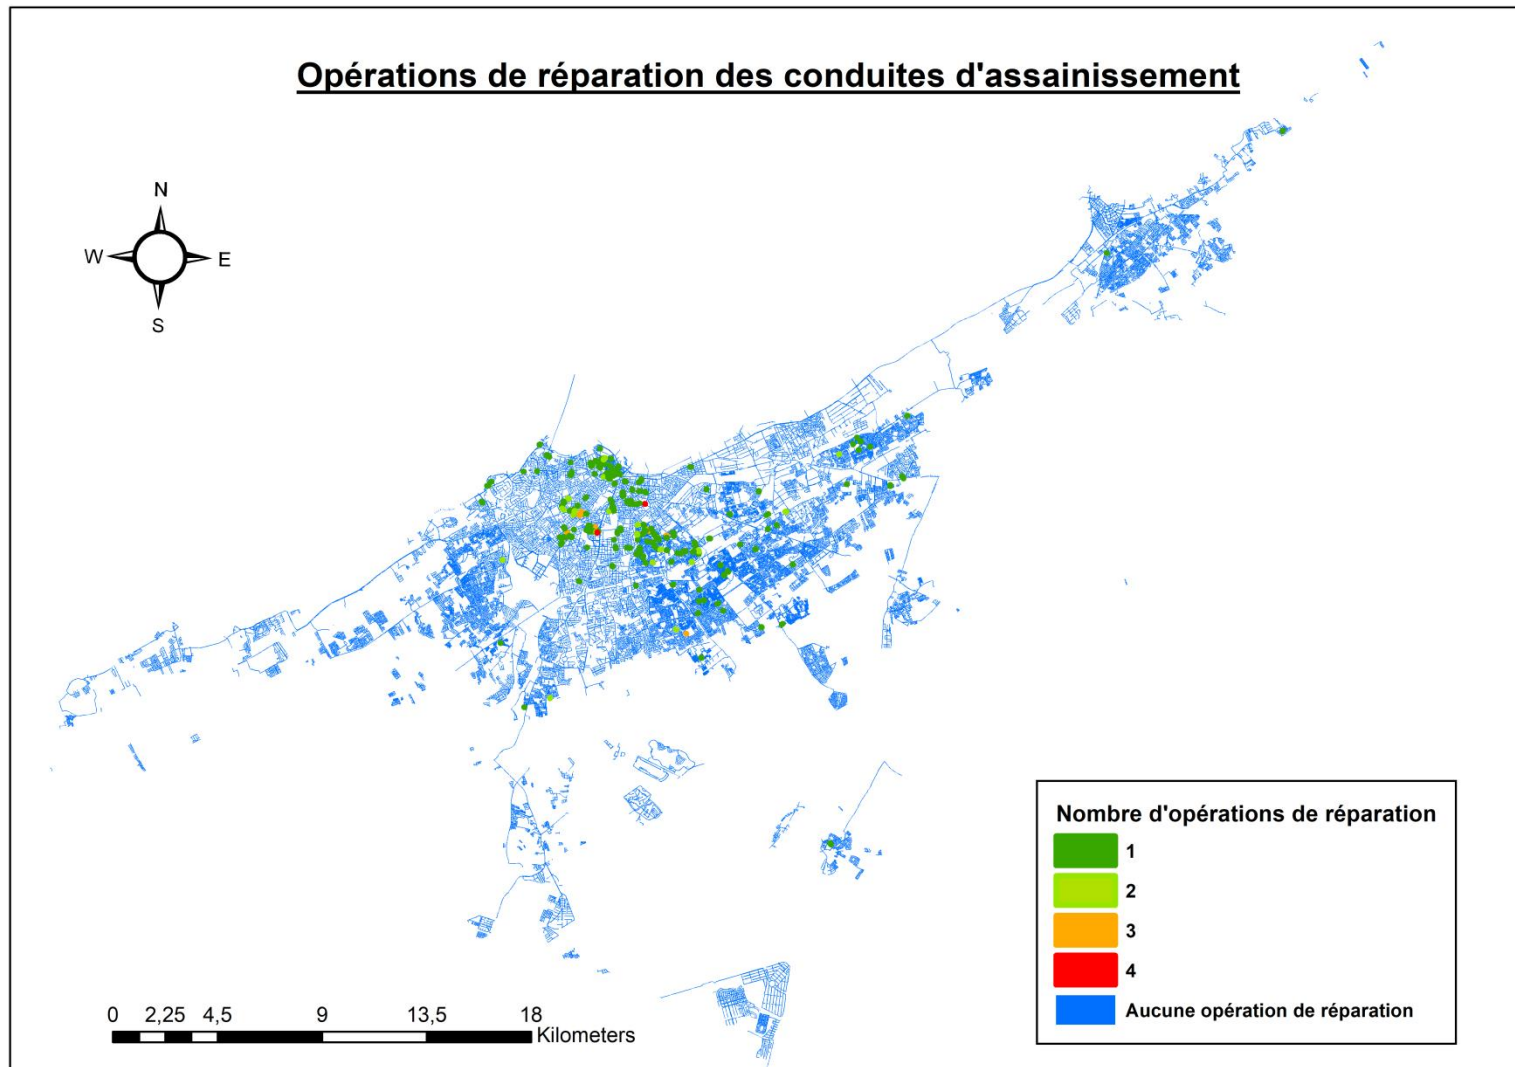 Opérations de réparation des conduites d'assainissement
N
W E
S
Nombre d'opérations de réparation
1
2
3
4
Aucune opération de réparation
0 2,25 4,5 9 13,5 18
Kilometers